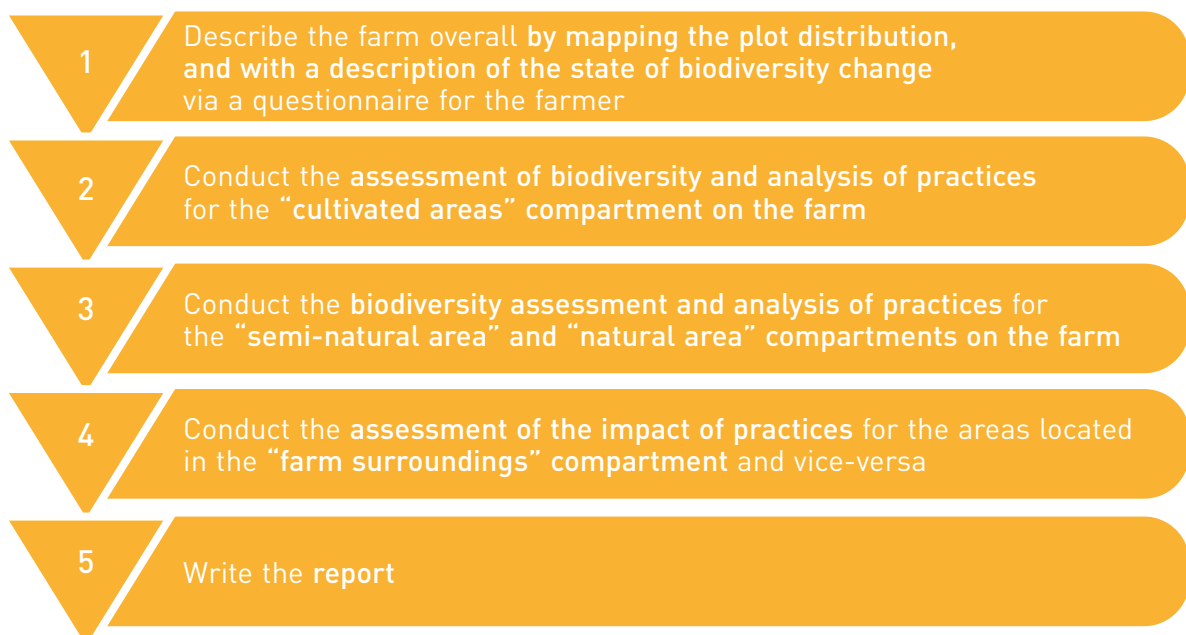 1
Describe the farm overall by mapping the plot distribution,
and with a description of the state of biodiversity change
via a questionnaire for the farmer
2
Conduct the assessment of biodiversity and analysis of practices
for the “cultivated areas” compartment on the farm
3
Conduct the biodiversity assessment and analysis of practices for
the “semi-natural area” and “natural area” compartments on the farm
4
Conduct the assessment of the impact of practices for the areas located
in the “farm surroundings” compartment and vice-versa
5
Write the report